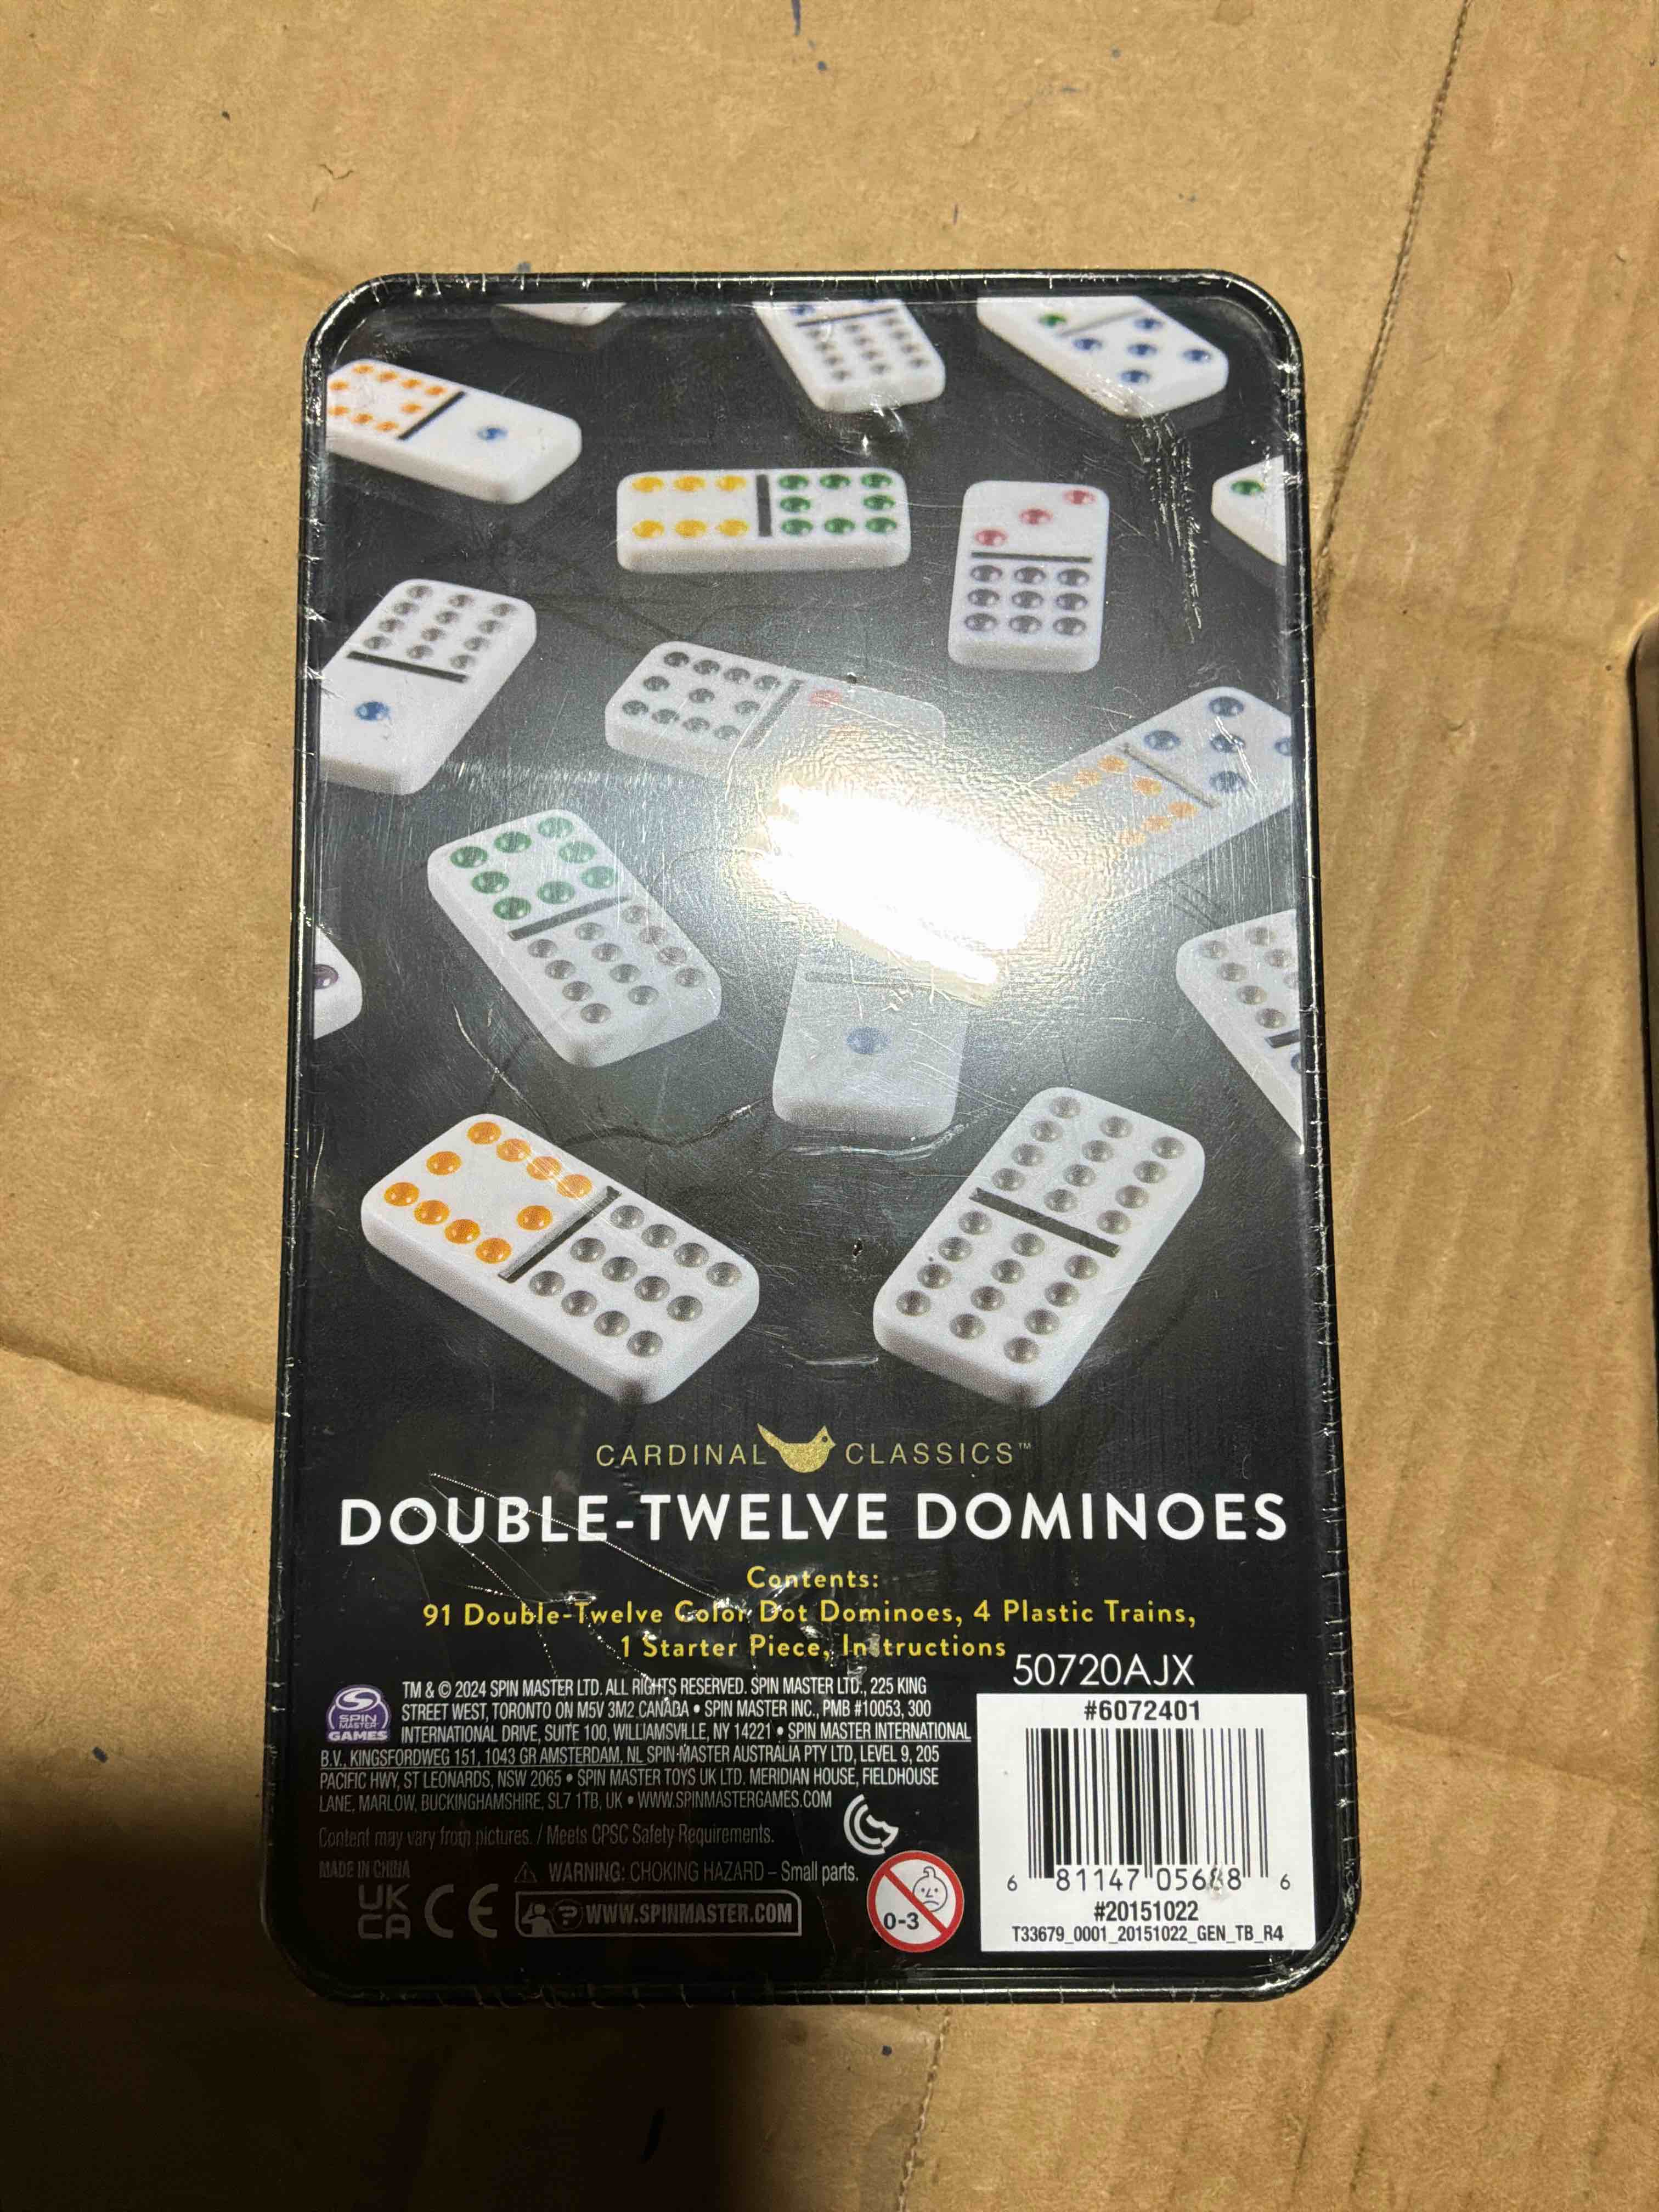 CARDINAL CLASSICS™
DOUBLE-TWELVE DOMINOES
Contents:
91 Double-Twelve Color Dot Dominoes, 4 Plastic Trains,
1 Starter Piece, Instructions
50720AJX
SPIN MASTER GAMES
TM & © 2024 SPIN MASTER LTD. ALL RIGHTS RESERVED. SPIN MASTER LTD., 225 KING
STREET WEST, TORONTO ON M5V 3M2 CANADA • SPIN MASTER INC., PMB #10053, 300
INTERNATIONAL DRIVE, SUITE 100, WILLIAMSVILLE, NY 14221 • SPIN MASTER INTERNATIONAL
B.V., KINGSFORDWEG 151, 1043 GR AMSTERDAM, NL SPIN MASTER AUSTRALIA PTY LTD, LEVEL 9, 205
PACIFIC HWY, ST LEONARDS, NSW 2065 • SPIN MASTER TOYS UK LTD. MERIDIAN HOUSE, FIELDHOUSE
LANE, MARLOW, BUCKINGHAMSHIRE, SL7 1TB, UK • WWW.SPINMASTERGAMES.COM
Content may vary from pictures. / Meets CPSC Safety Requirements.
MADE IN CHINA
WARNING: CHOKING HAZARD – Small parts.
UK CA CE
WWW.SPINMASTER.COM
0-3
#6072401
6 81147 05688 6
#20151022
T33679_0001_20151022_GEN_TB_R4